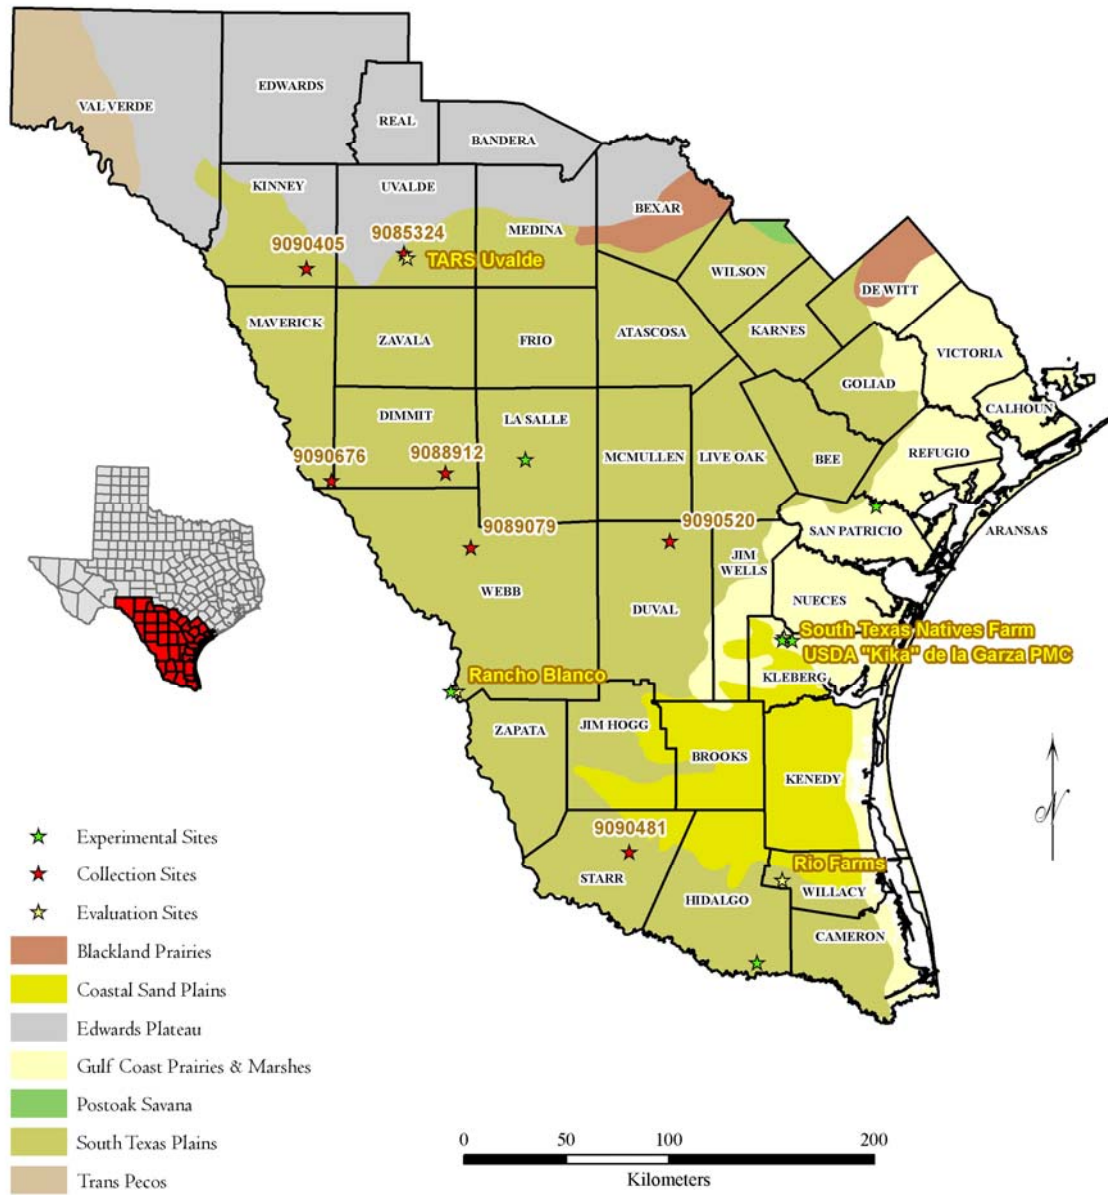 EDWARDS
VAL VERDE
REAL
BANDERA
KINNEY
UVALDE
BEXAR
MEDINA
9090405
9085324
TARS Uvalde
WILSON
DE WITT
MAVERICK
ZAVALA
FRIO
ATASCOSA
KARNES
VICTORIA
GOLIAD
CALHOUN
DIMMIT
LA SALLE
9090676
9088912
MCMULLEN
LIVE OAK
BEE
REFUGIO
9089079
9090520
SAN PATRICIO
ARANSAS
JIM
WELLS
WEBB
DUVAL
NUECES
South Texas Natives Farm
USDA "Kika" de la Garza PMC
Rancho Blanco
KLEBERG
ZAPATA
JIM HOGG
BROOKS
KENEDY
9090481
STARR
Rio Farms
WILLACY
HIDALGO
CAMERON
N
Experimental Sites
Collection Sites
Evaluation Sites
Blackland Prairies
Coastal Sand Plains
Edwards Plateau
Gulf Coast Prairies & Marshes
Postoak Savana
South Texas Plains
Trans Pecos
0 50 100 200
Kilometers